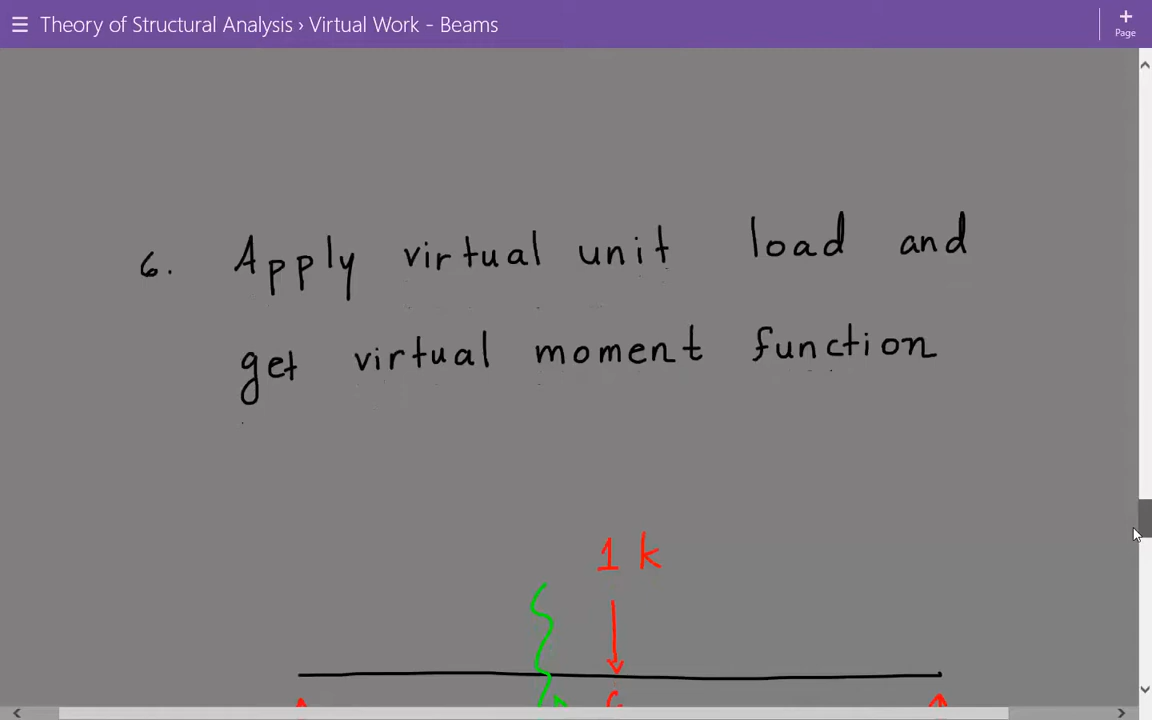 Theory of Structural Analysis › Virtual Work - Beams
Page
6. Apply virtual unit load and
get virtual moment function
1 k